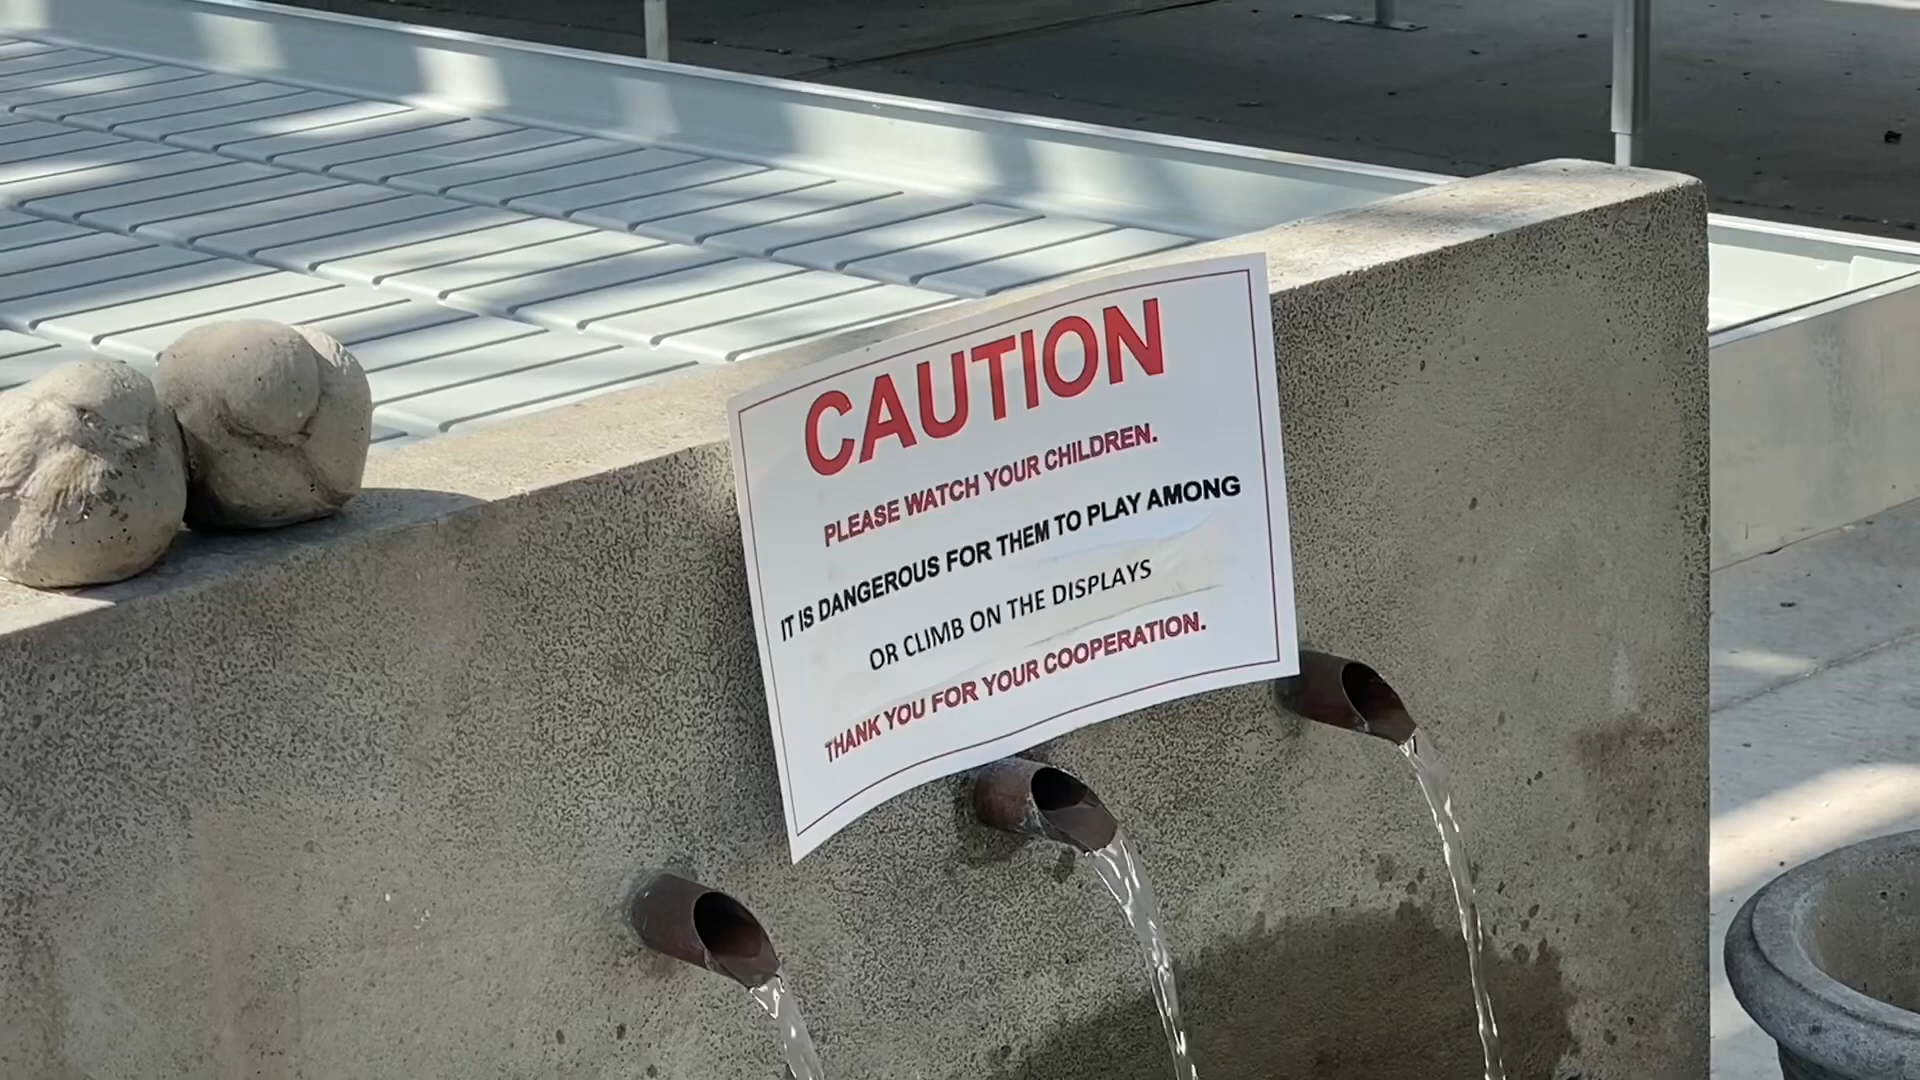 CAUTION
PLEASE WATCH YOUR CHILDREN.
IT IS DANGEROUS FOR THEM TO PLAY AMONG
OR CLIMB ON THE DISPLAYS
THANK YOU FOR YOUR COOPERATION.